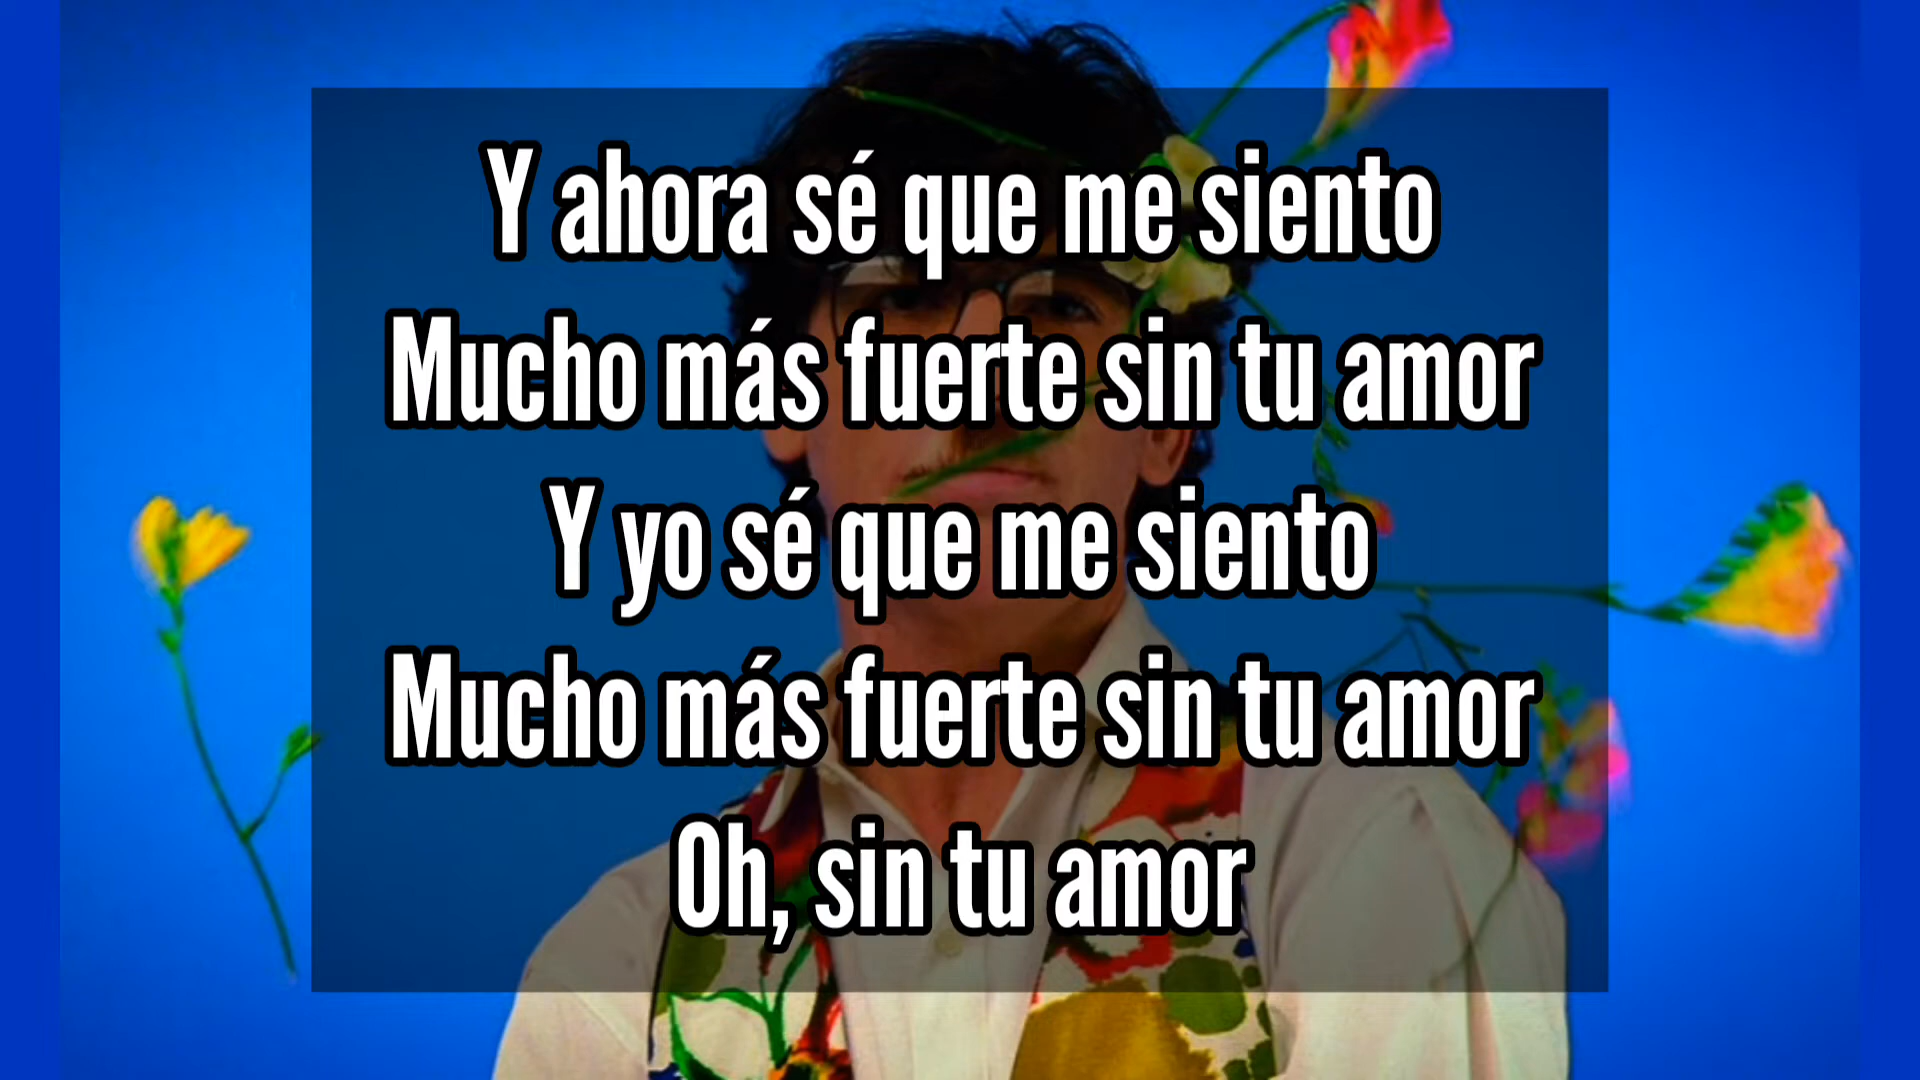 Y ahora sé que me siento
Mucho más fuerte sin tu amor
Y yo sé que me siento
Mucho más fuerte sin tu amor
Oh, sin tu amor